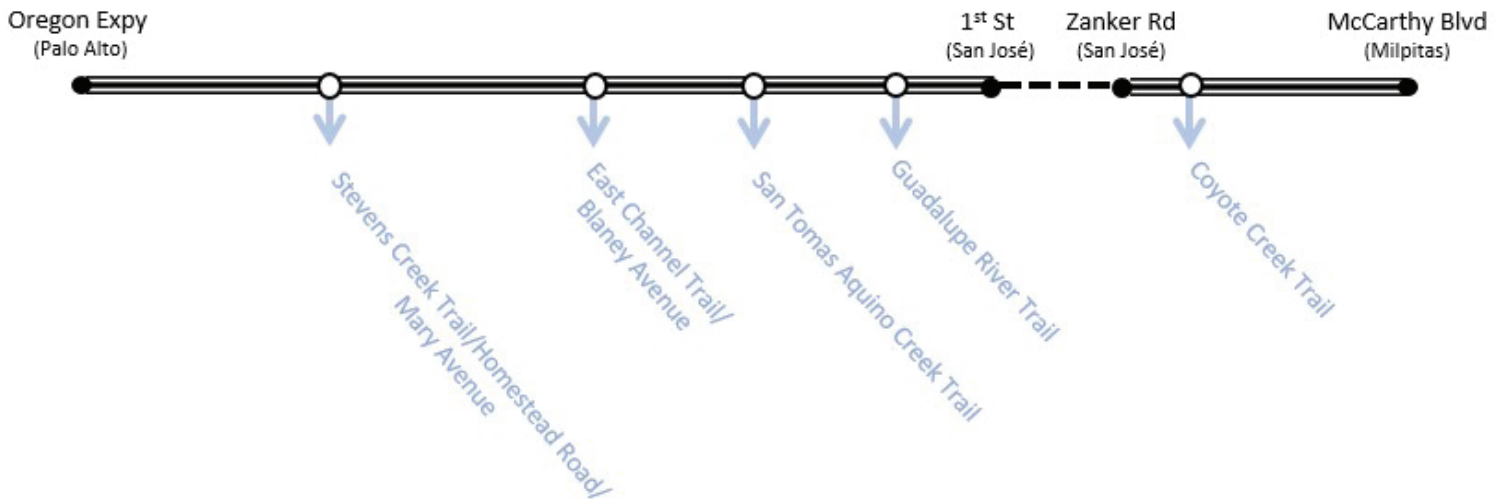 Oregon Expy
(Palo Alto)
1st St
(San José)
Zanker Rd
(San José)
McCarthy Blvd
(Milpitas)
Stevens Creek Trail/Homestead Road/
Mary Avenue
East Channel Trail/
Blaney Avenue
San Tomas Aquino Creek Trail
Guadalupe River Trail
Coyote Creek Trail